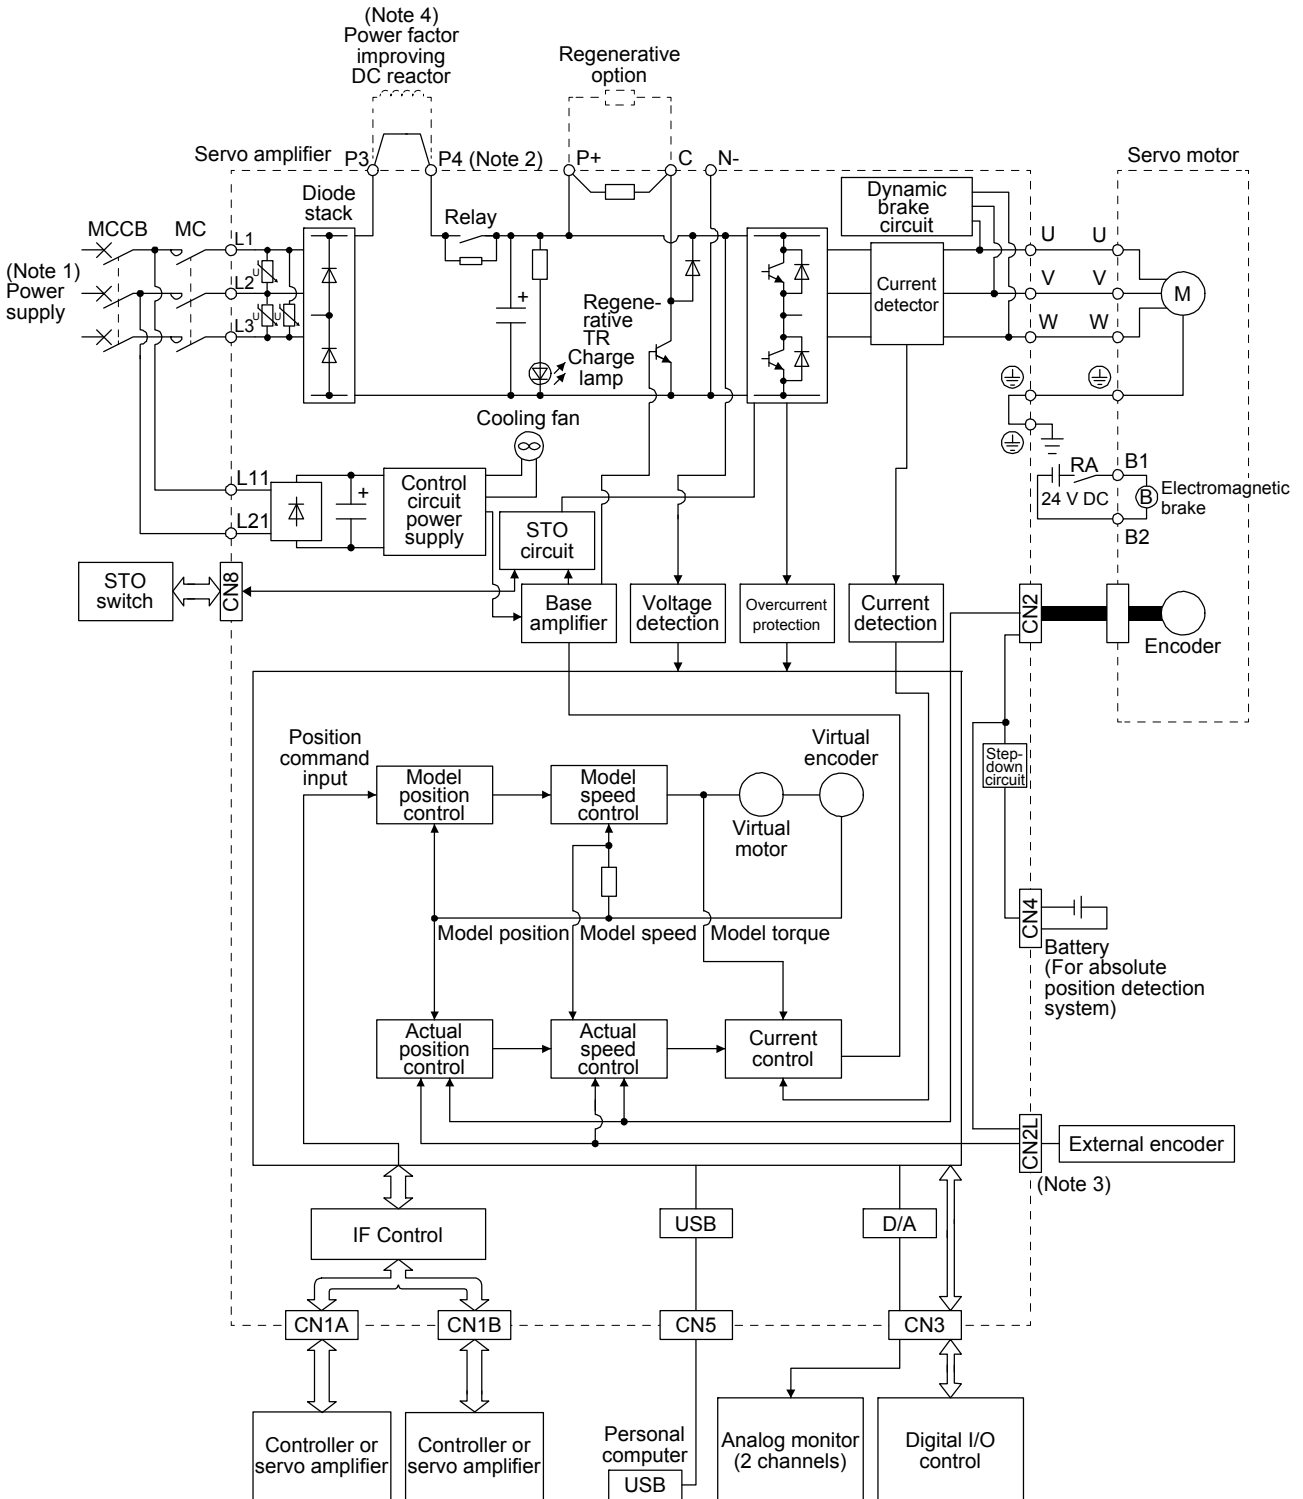 (Note 4)
Power factor
improving
DC reactor
Regenerative
option
Servo amplifier
P3
P4 (Note 2)
P+
C
N-
Servo motor
Diode
stack
Relay
Dynamic
brake
circuit
MCCB
MC
L1
L2
L3
U
U
U
(Note 1)
Power
supply
+
Regene-
rative
TR
Charge
lamp
Current
detector
U
U
V
V
W
W
M
Cooling fan
L11
L21
+
Control
circuit
power
supply
STO
circuit
RA
24 V DC
B1
B
B2
Electromagnetic
brake
STO
switch
CN8
Base
amplifier
Voltage
detection
Overcurrent
protection
Current
detection
CN2
Encoder
Position
command
input
Model
position
control
Model
speed
control
Virtual
motor
Virtual
encoder
Step-
down
circuit
Model position
Model speed
Model torque
CN4
Battery
(For absolute
position detection
system)
Actual
position
control
Actual
speed
control
Current
control
CN2L
External encoder
(Note 3)
IF Control
USB
D/A
CN1A
CN1B
CN5
CN3
Controller or
servo amplifier
Controller or
servo amplifier
Personal
computer
USB
Analog monitor
(2 channels)
Digital I/O
control